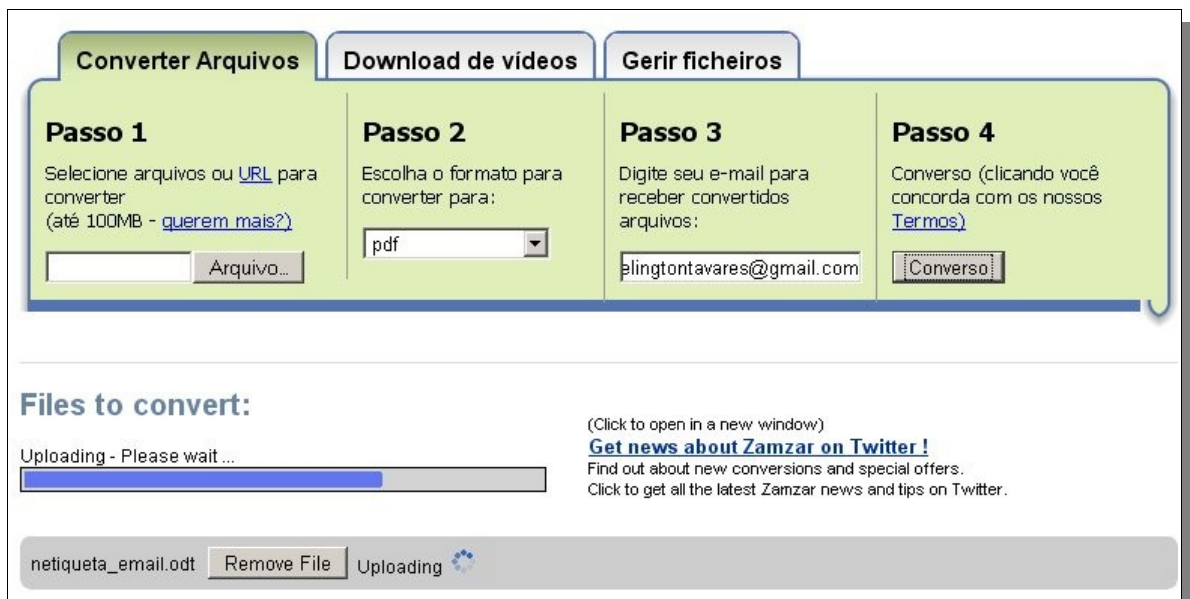 Converter Arquivos
Download de vídeos
Gerir ficheiros
Passo 1
Selecione arquivos ou URL para
converter
(até 100MB - querem mais?)
Arquivo...
Passo 2
Escolha o formato para
converter para:
pdf
Passo 3
Digite seu e-mail para
receber convertidos
arquivos:
elingtontavares@gmail.com
Passo 4
Converso (clicando você
concorda com os nossos
Termos)
Converso
Files to convert:
Uploading - Please wait ...
(Click to open in a new window)
Get news about Zamzar on Twitter !
Find out about new conversions and special offers.
Click to get all the latest Zamzar news and tips on Twitter.
netiqueta_email.odt
Remove File
Uploading